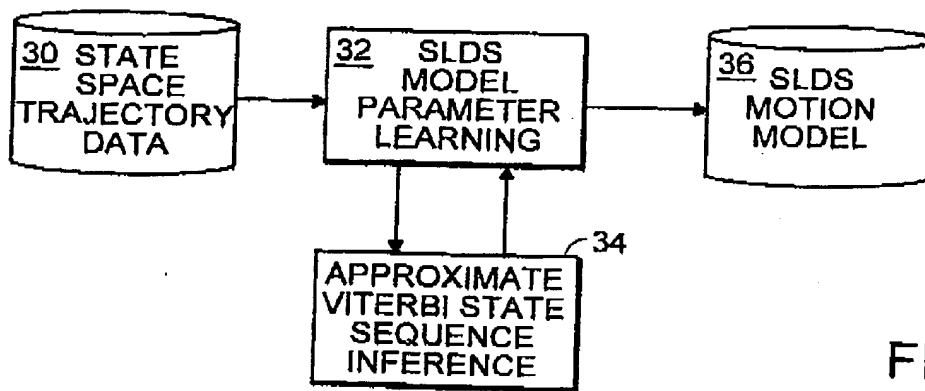 30 STATE
SPACE
TRAJECTORY
DATA
32 SLDS
MODEL
PARAMETER
LEARNING
36 SLDS
MOTION
MODEL
34
APPROXIMATE
VITERBI STATE
SEQUENCE
INFERENCE